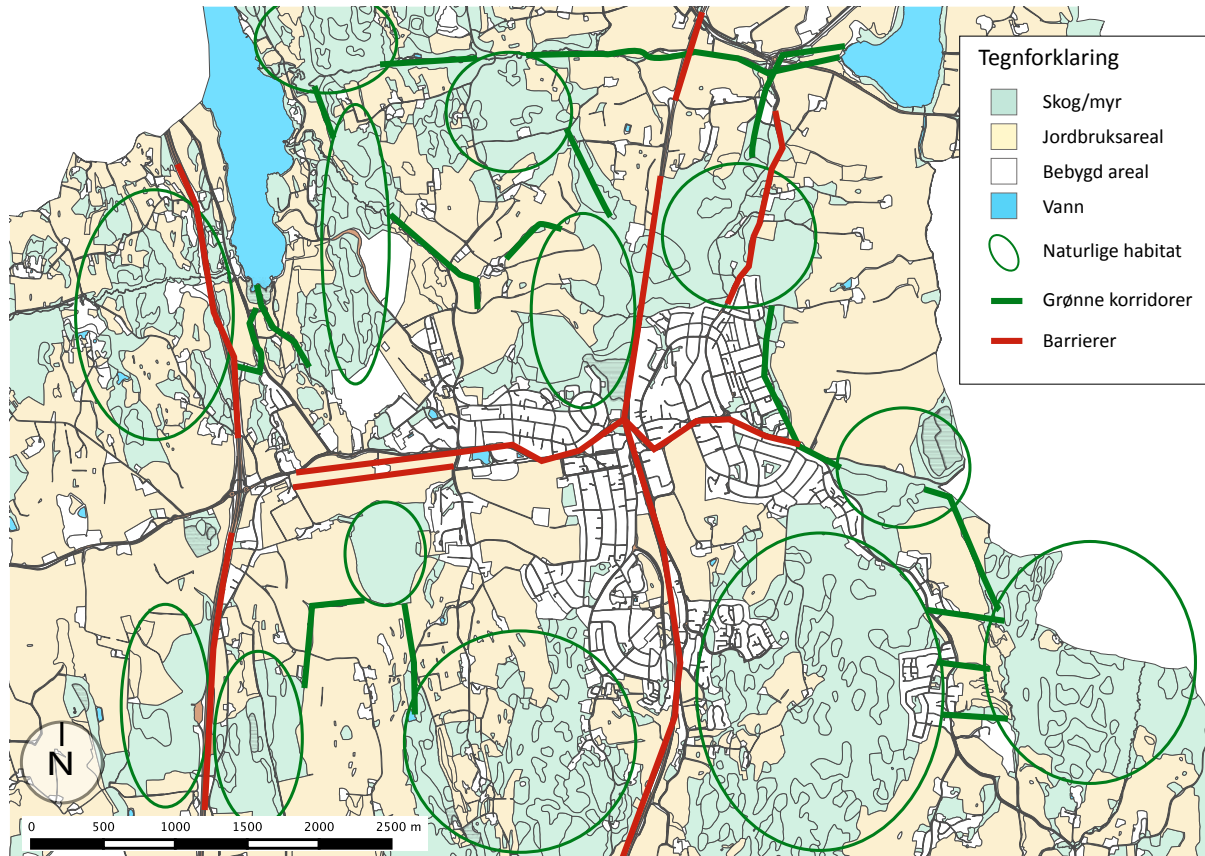 Tegnforklaring
Skog/myr
Jordbruksareal
Bebygd areal
Vann
Naturlige habitat
Grønne korridorer
Barrierer
N
0 500 1000 1500 2000 2500 m